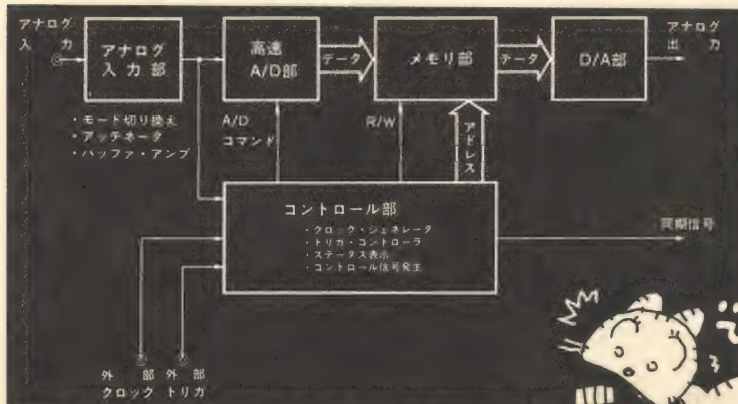 アナログ
入力
アナログ
入力部
・モード切り換え
・アッテネータ
・バッファ・アンプ
高速
A/D部
データ
メモリ部
データ
D/A部
アナログ
出力
A/D
コマンド
R/W
アドレス
コントロール部
・クロック・ジェネレータ
・トリガ・コントローラ
・ステータス表示
・コントロール信号発生
同期信号
外部
クロック
外部
トリガ